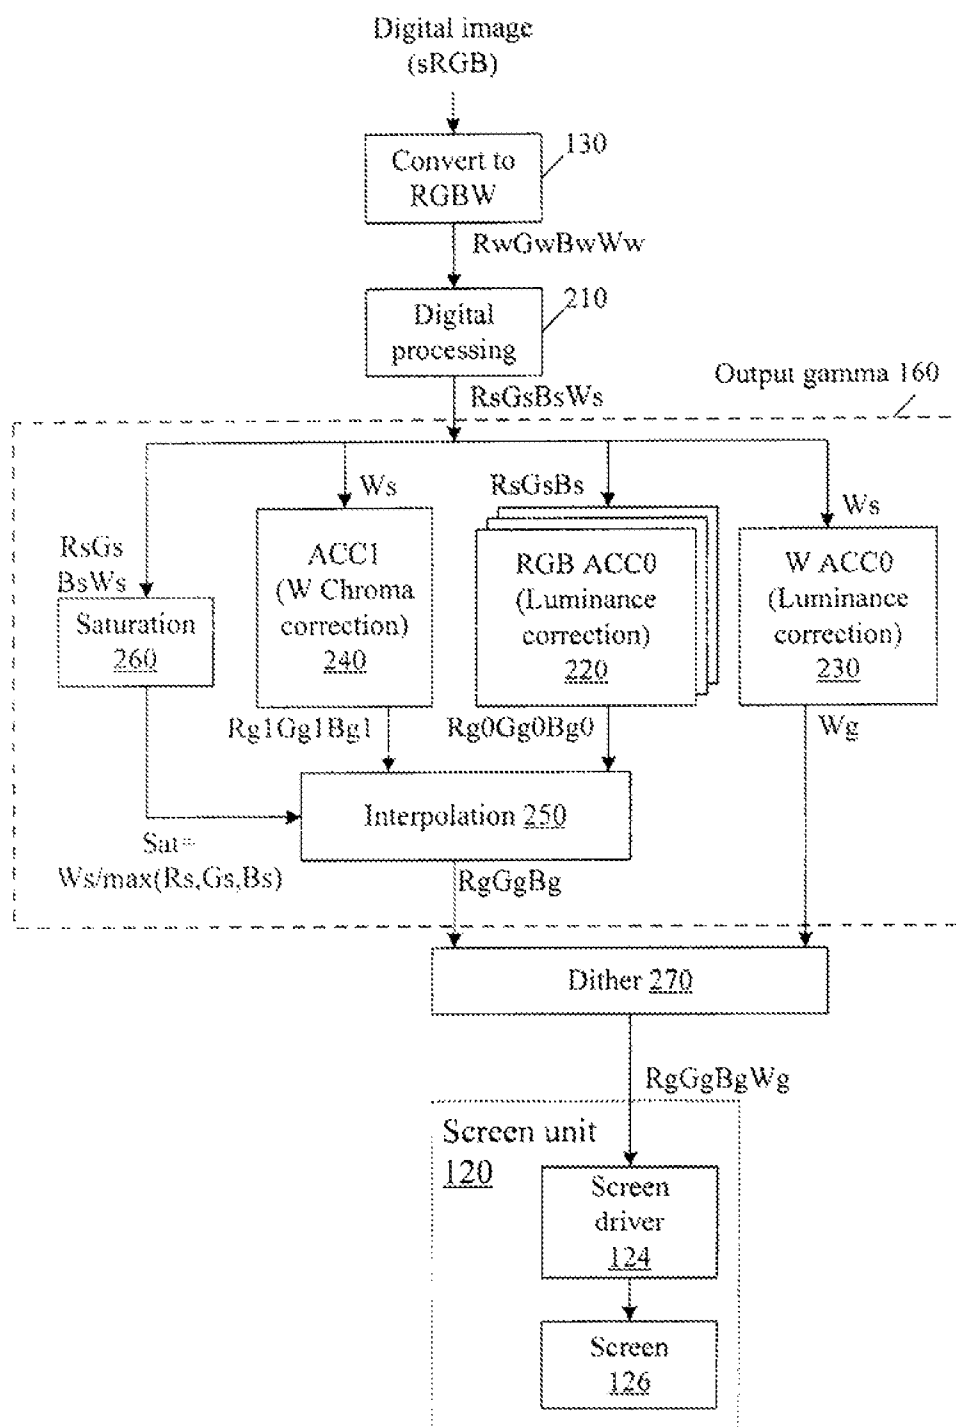 Digital image
(sRGB)
130
Convert to
RGBW
RwGwBwWw
210
Digital
processing
Output gamma 160
RsGsBsWs
Ws
RsGsBs
Ws
RsGs
BsWs
ACC1
(W Chroma
correction)
240
RGB ACC0
(Luminance
correction)
220
W ACC0
(Luminance
correction)
230
Saturation
260
Rg1Gg1Bg1
Rg0Gg0Bg0
Wg
Interpolation 250
Sat=
Ws/max(Rs,Gs,Bs)
RgGgBg
Dither 270
RgGgBgWg
Screen unit
120
Screen
driver
124
Screen
126